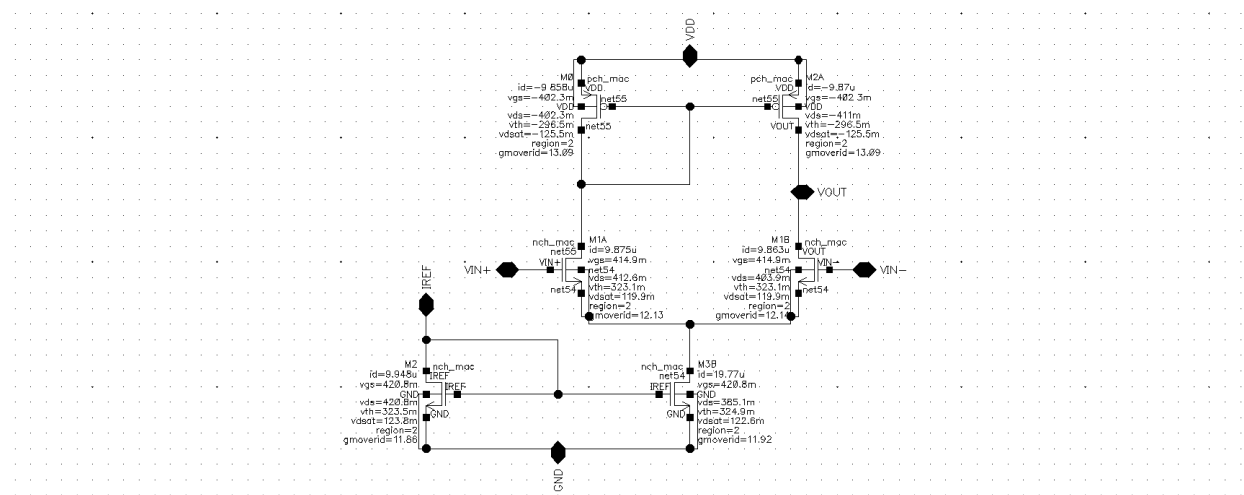 VDD
M0 pch_mac
id=-9.858u
VDD
vgs=-402.3m
net55
VDD
vds=-402.3m
net55
vth=-296.5m
vdsat=-125.5m
region=2
gmoverid=13.09
pch_mac M2A
VDD
id=-9.87u
net55
vgs=-402.3m
VDD
vds=-411m
VOUT
vth=-296.5m
vdsat=-125.5m
region=2
gmoverid=13.09
VOUT
nch_mac M1A
net55
id=9.875u
VIN+
VIN+
vgs=414.9m
net54
vds=412.6m
vth=323.1m
net54
vdsat=119.9m
region=2
gmoverid=12.13
M1B nch_mac
id=9.863u
VOUT
vgs=414.9m
VIN-
VIN-
net54
vds=403.9m
vth=323.1m
net54
vdsat=119.9m
region=2
gmoverid=12.14
IREF
M2 nch_mac
id=9.948u
IREF
vgs=420.8m
IREF
GND
vds=420.8m
GND
vth=323.5m
vdsat=123.8m
region=2
gmoverid=11.86
nch_mac M3B
net54
id=19.77u
IREF
vgs=420.8m
GND
vds=385.1m
GND
vth=324.9m
vdsat=122.6m
region=2
gmoverid=11.92
GND